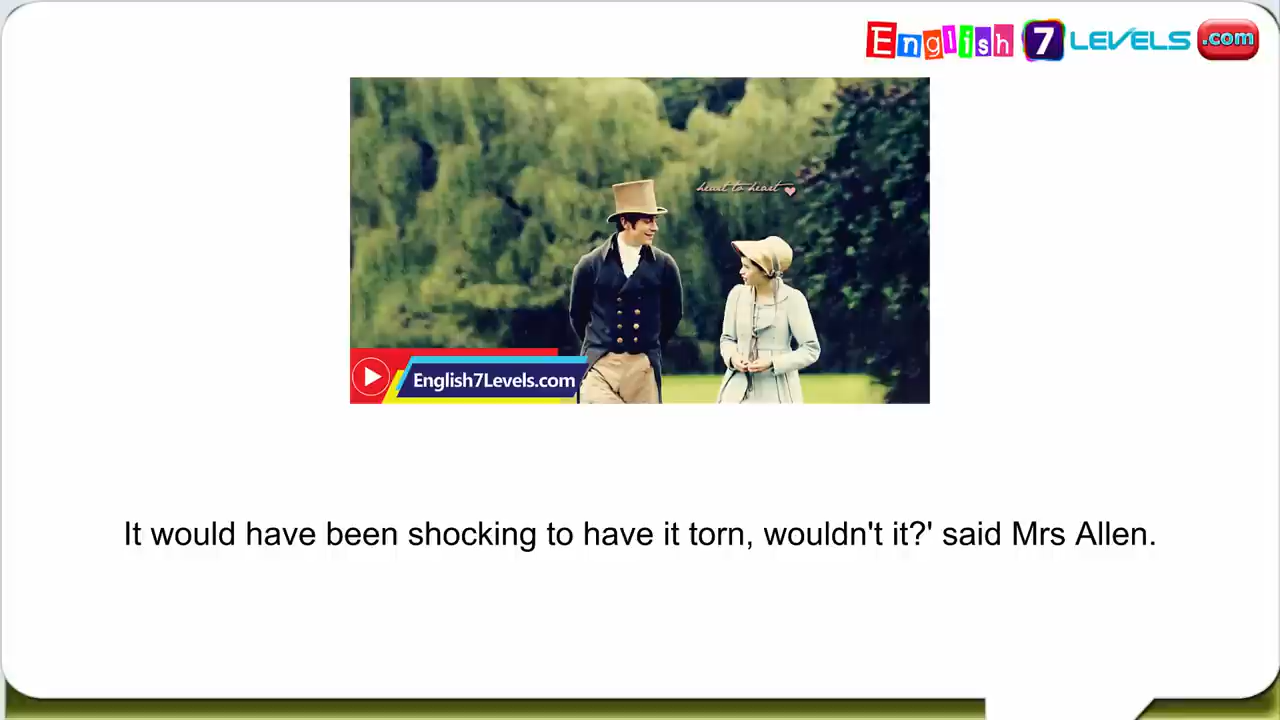 English 7 LEVELS .com
heart to heart
English7Levels.com
It would have been shocking to have it torn, wouldn't it?' said Mrs Allen.